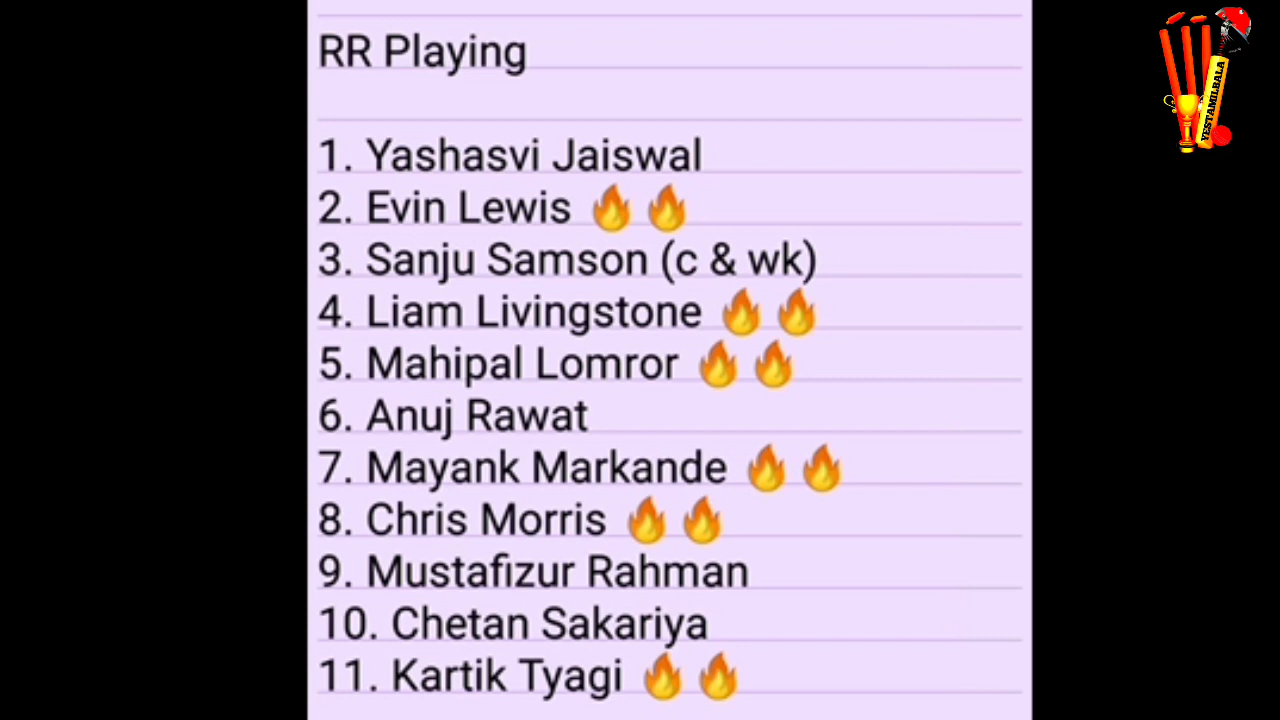 RR Playing
1. Yashasvi Jaiswal
2. Evin Lewis 🔥 🔥
3. Sanju Samson (c & wk)
4. Liam Livingstone 🔥 🔥
5. Mahipal Lomror 🔥 🔥
6. Anuj Rawat
7. Mayank Markande 🔥 🔥
8. Chris Morris 🔥 🔥
9. Mustafizur Rahman
10. Chetan Sakariya
11. Kartik Tyagi 🔥 🔥
YESTAMILBALA